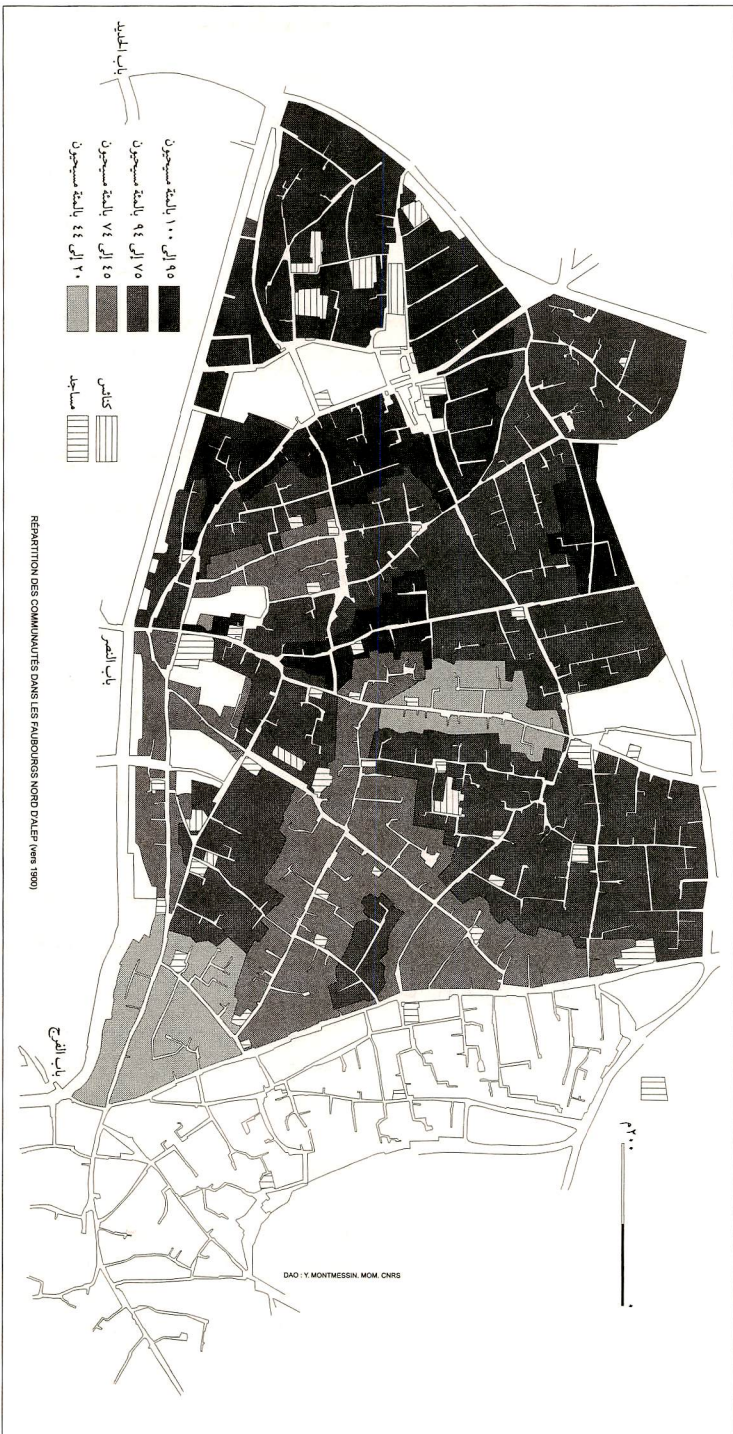 باب الحديد
٩٥ إلى ١٠٠ بالمئة مسيحيون
٧٥ إلى ٩٤ بالمئة مسيحيون
٤٥ إلى ٧٤ بالمئة مسيحيون
٢٠ إلى ٤٤ بالمئة مسيحيون
كنائس
مساجد
باب النصر
باب الفرج
٢٠٠م
٠
RÉPARTITION DES COMMUNAUTÉS DANS LES FAUBOURGS NORD D'ALEP (vers 1900)
DAO : Y. MONTMESSIN. MOM. CNRS